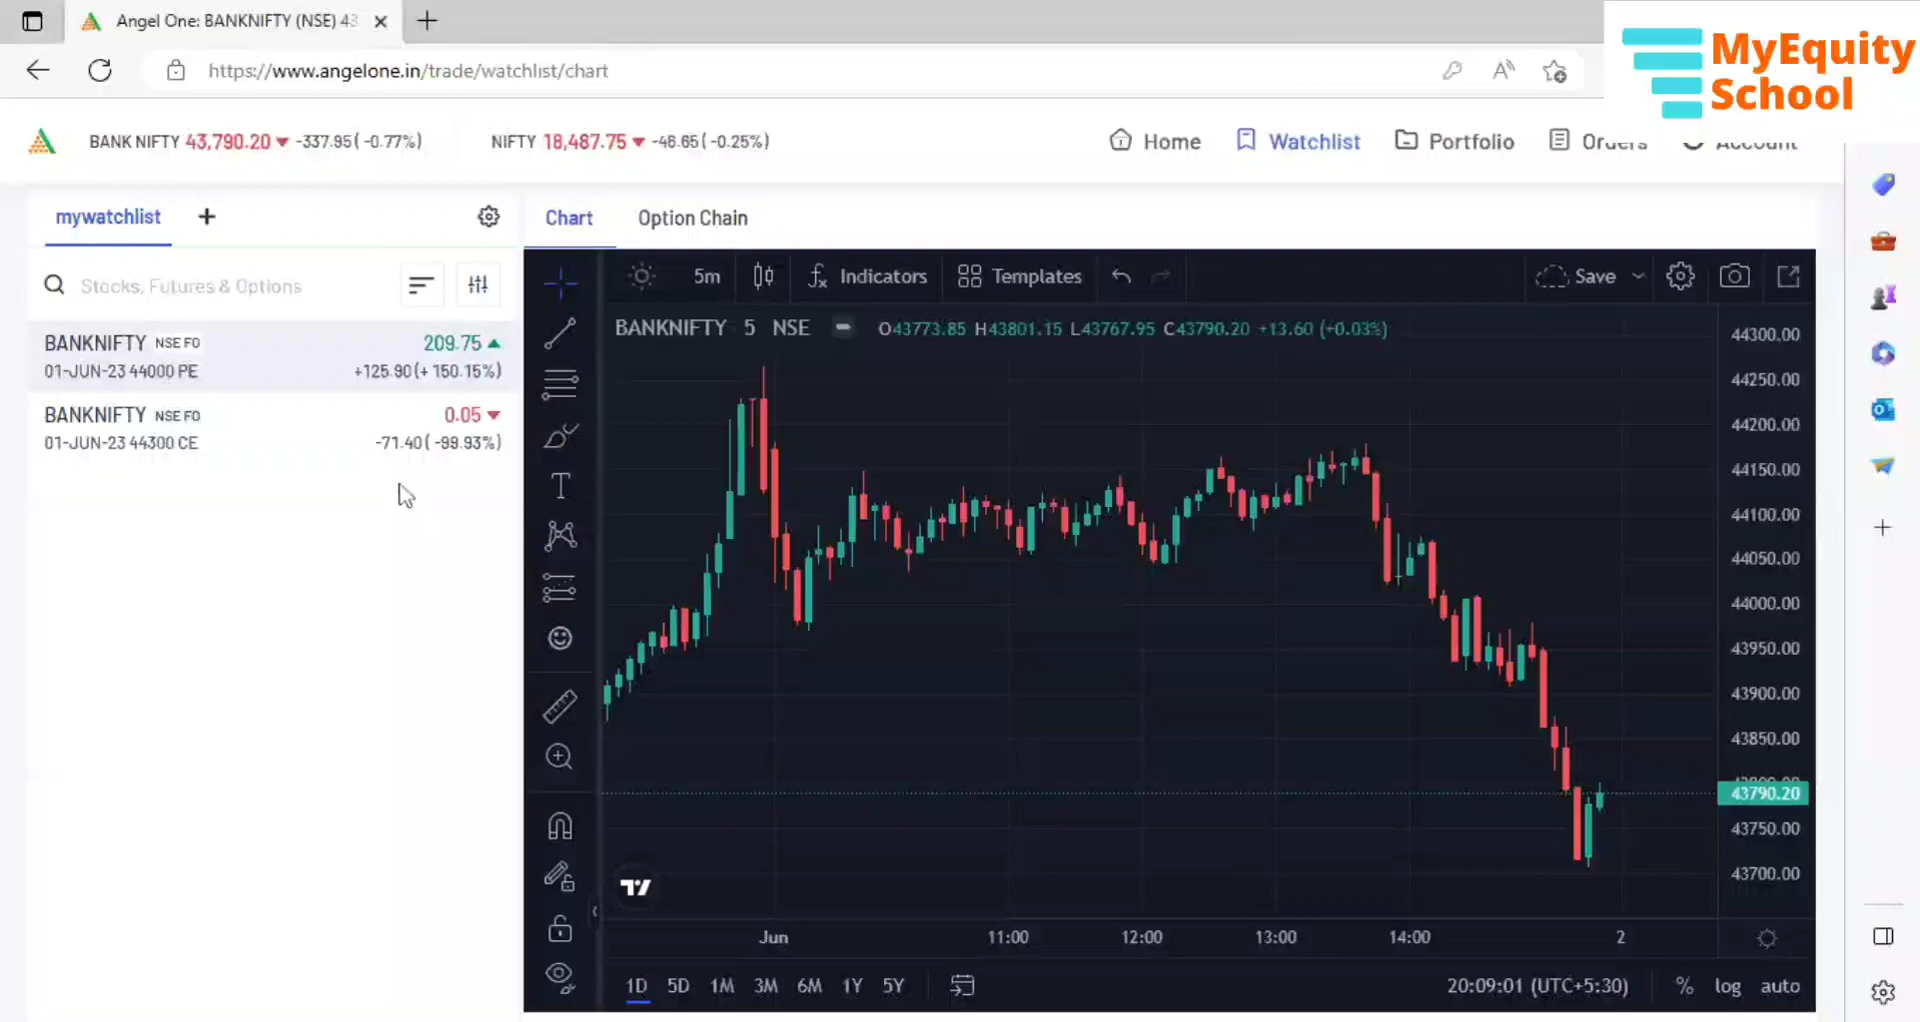 Angel One: BANKNIFTY (NSE) 43
https://www.angelone.in/trade/watchlist/chart
MyEquity
School
BANK NIFTY 43,790.20 ▼ -337.95( -0.77%)
NIFTY 18,487.75 ▼ -46.65( -0.25%)
Home
Watchlist
Portfolio
Orders
Account
mywatchlist +
Chart
Option Chain
Stocks, Futures & Options
BANKNIFTY NSE FO 209.75 ▲
01-JUN-23 44000 PE +125.90(+ 150.15%)
BANKNIFTY NSE FO 0.05 ▼
01-JUN-23 44300 CE -71.40( -99.93%)
5m
Indicators
Templates
Save
BANKNIFTY 5 NSE O43773.85 H43801.15 L43767.95 C43790.20 +13.60 (+0.03%)
44300.00
44250.00
44200.00
44150.00
44100.00
44050.00
44000.00
43950.00
43900.00
43850.00
43800.00
43790.20
43750.00
43700.00
Jun 11:00 12:00 13:00 14:00 2
1D 5D 1M 3M 6M 1Y 5Y
20:09:01 (UTC+5:30) % log auto